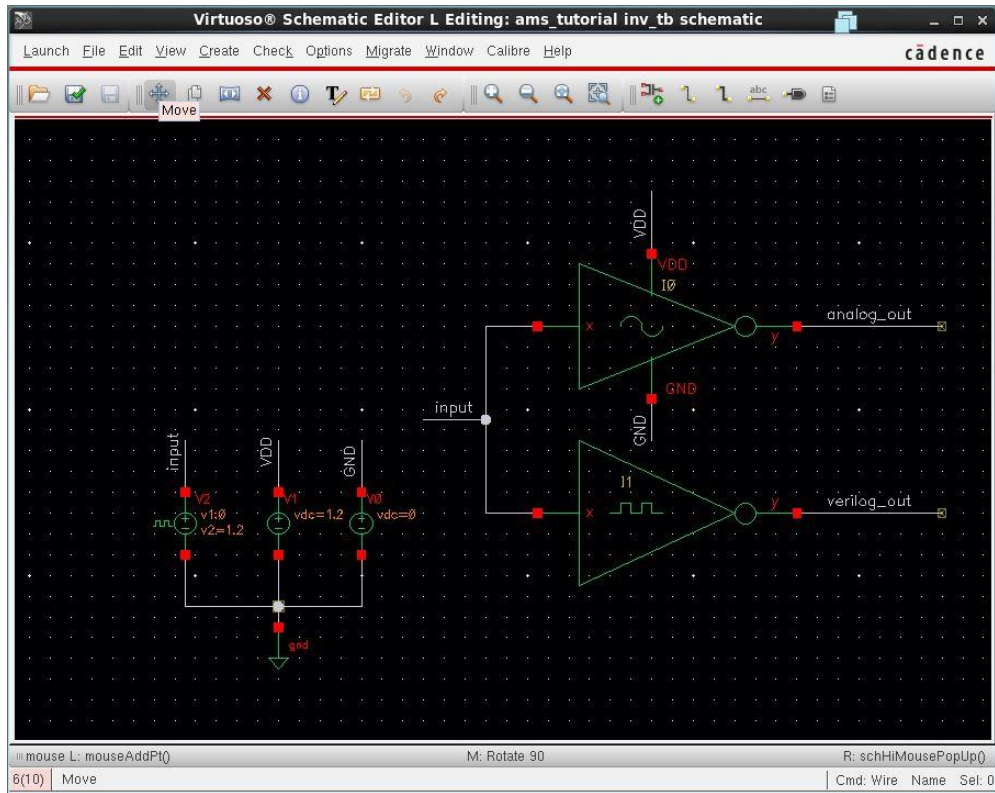 Virtuoso® Schematic Editor L Editing: ams_tutorial inv_tb schematic
Launch File Edit View Create Check Options Migrate Window Calibre Help
cādence
abc
Move
VDD
VDD
I0
analog_out
x
y
GND
input
GND
input
VDD
GND
I1
V2
V1
V0
y
verilog_out
v1:0
vdc=1.2
vdc=0
x
v2=1.2
gnd
mouse L: mouseAddPt()
M: Rotate 90
R: schHiMousePopUp()
6(10)
Move
Cmd: Wire Name Sel: 0